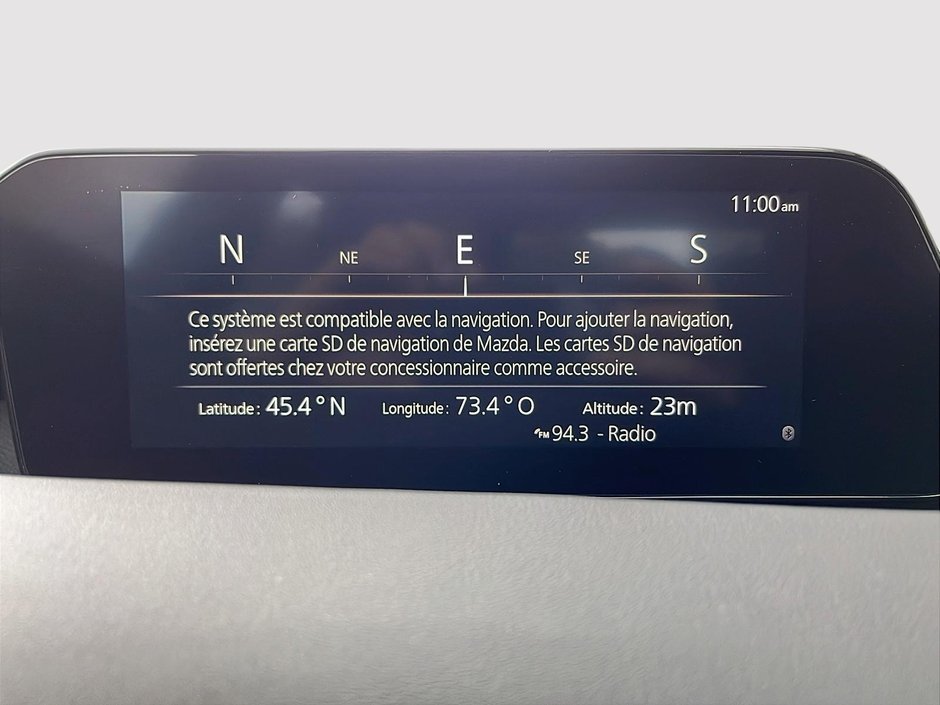 11:00am
N NE E SE S
Ce système est compatible avec la navigation. Pour ajouter la navigation,
insérez une carte SD de navigation de Mazda. Les cartes SD de navigation
sont offertes chez votre concessionnaire comme accessoire.
Latitude: 45.4°N Longitude: 73.4°O Altitude: 23m
FM 94.3 - Radio